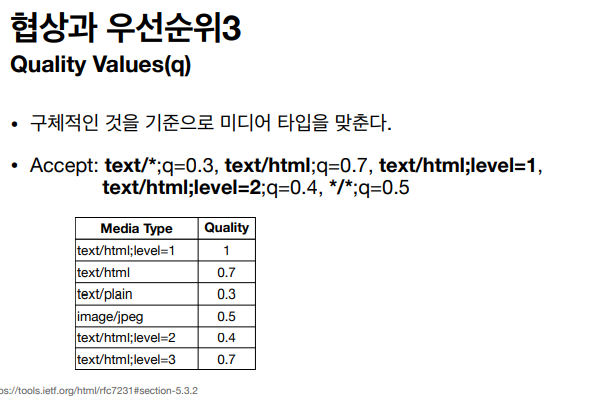 협상과 우선순위3
Quality Values(q)
• 구체적인 것을 기준으로 미디어 타입을 맞춘다.
• Accept: text/*;q=0.3, text/html;q=0.7, text/html;level=1,
text/html;level=2;q=0.4, */*;q=0.5
Media Type Quality
text/html;level=1 1
text/html 0.7
text/plain 0.3
image/jpeg 0.5
text/html;level=2 0.4
text/html;level=3 0.7
ps://tools.ietf.org/html/rfc7231#section-5.3.2